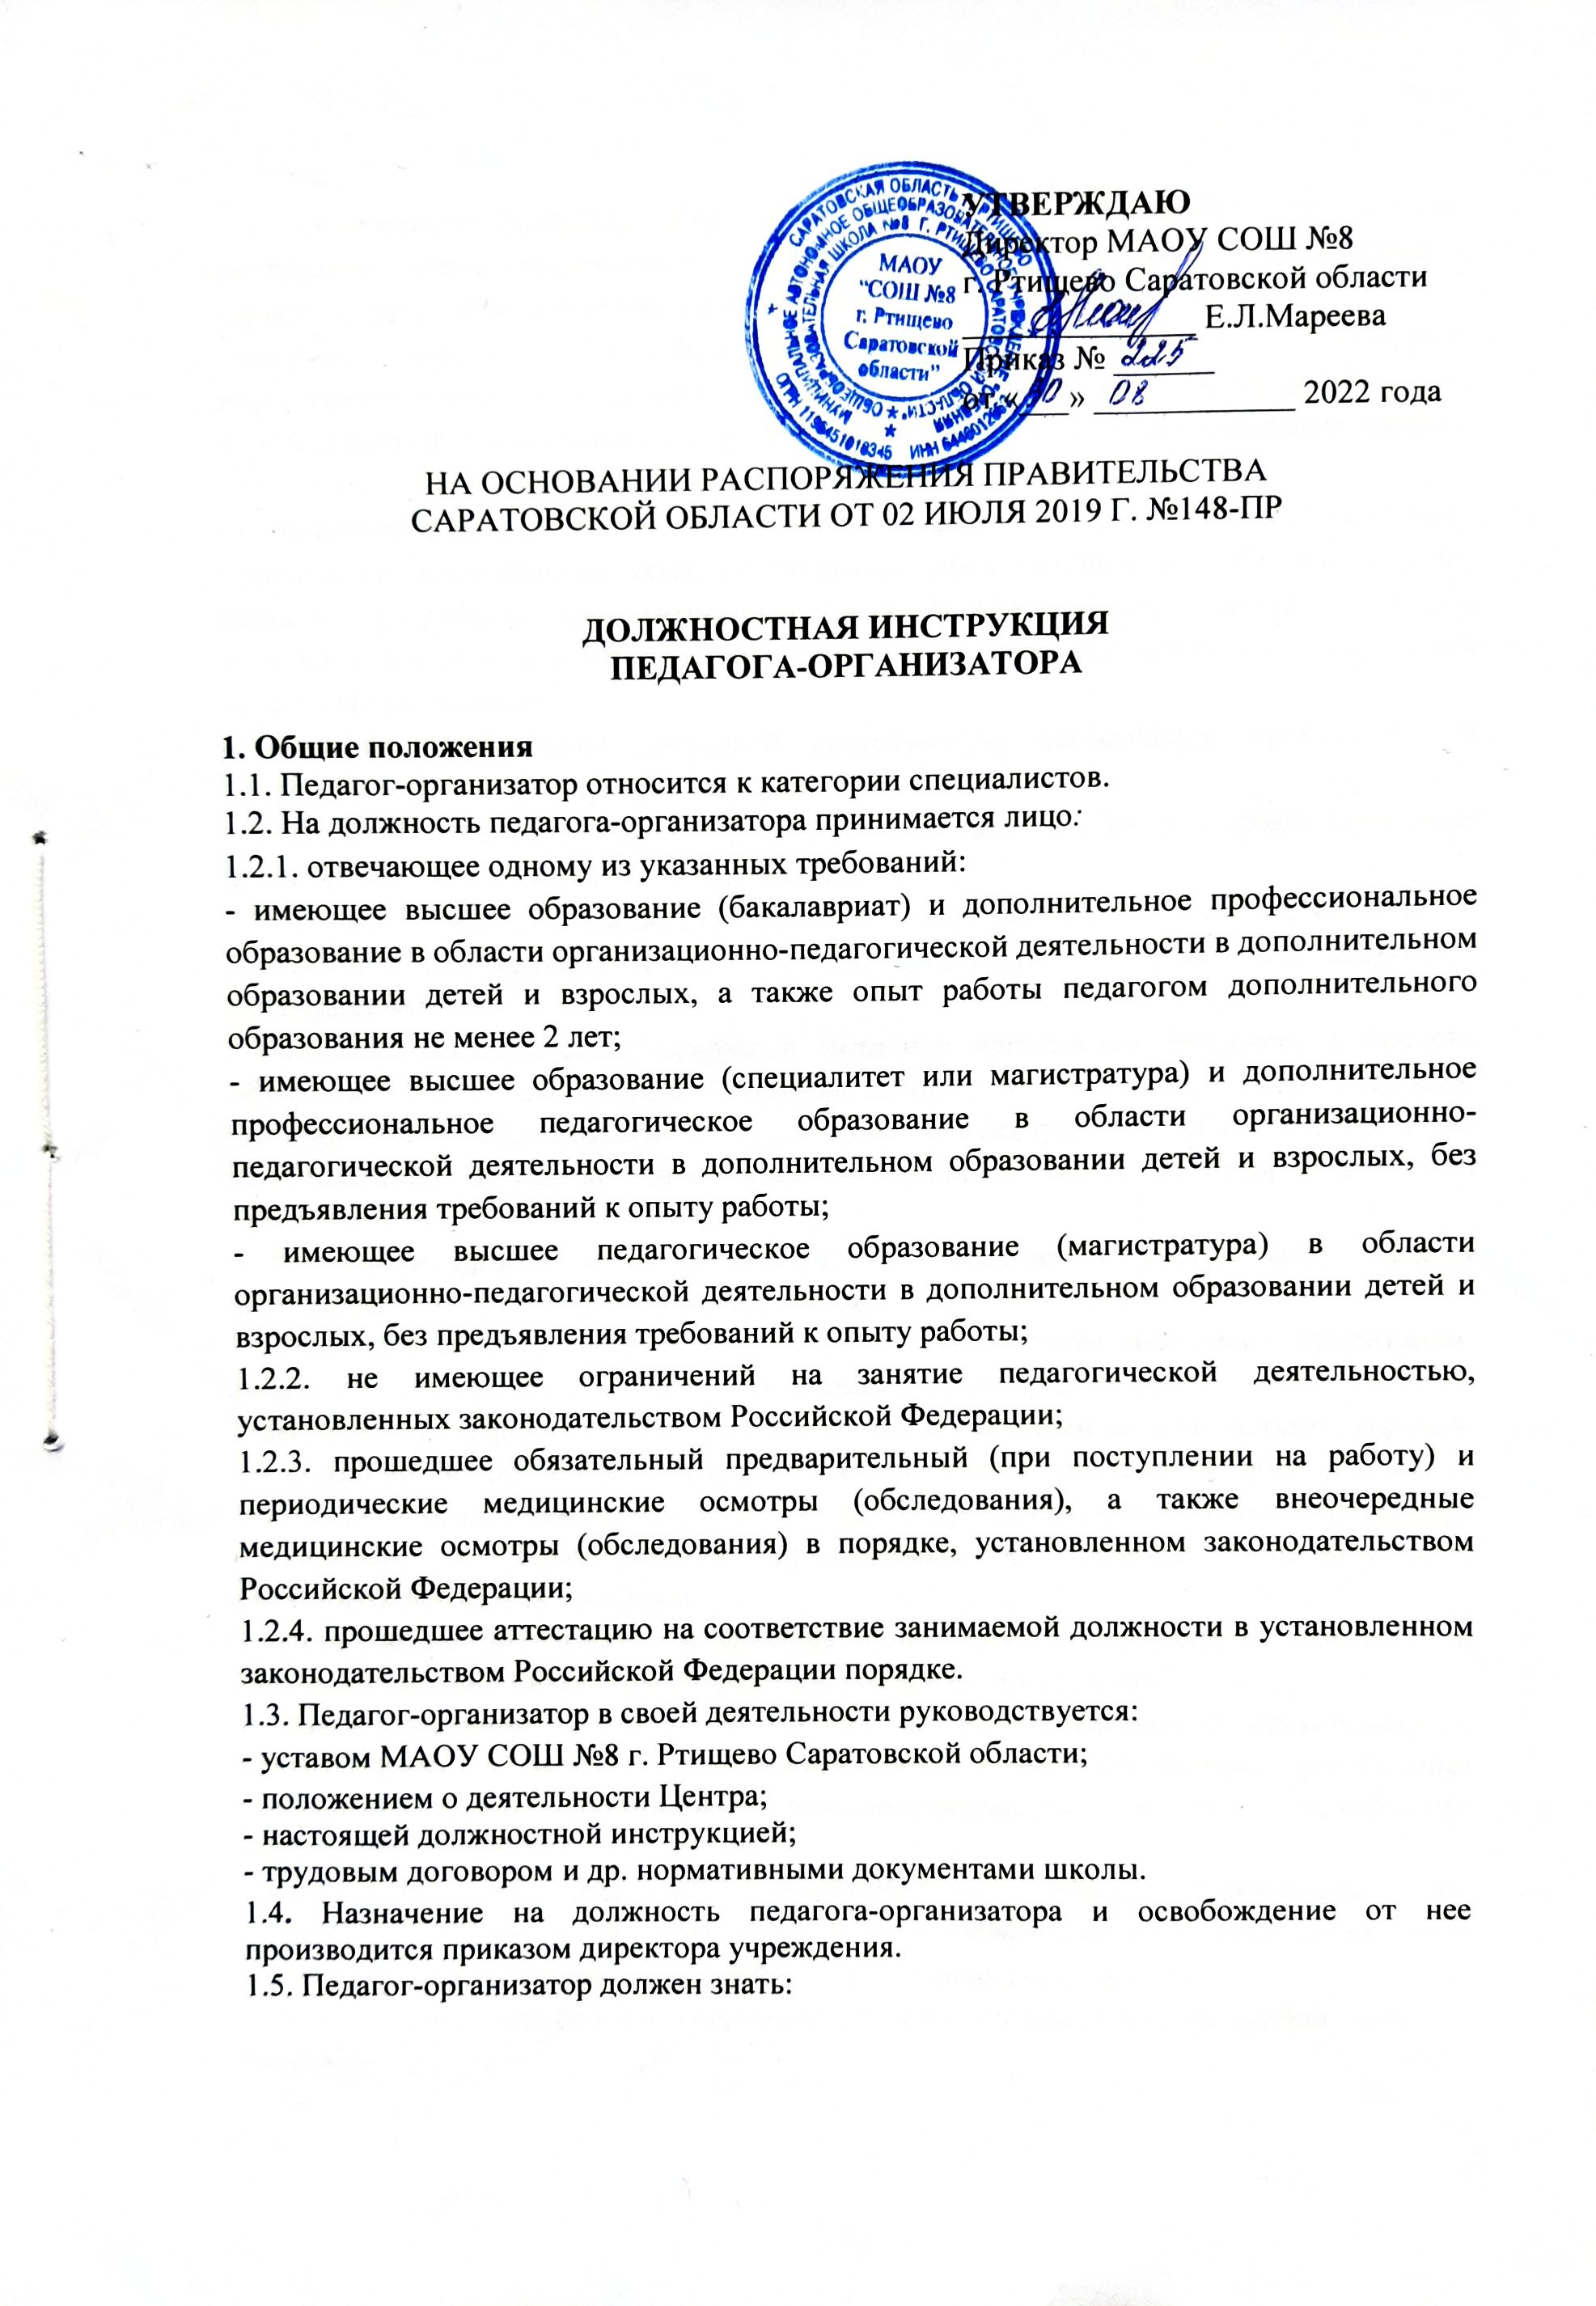 УТВЕРЖДАЮ
Директор МАОУ СОШ №8
г. Ртищево Саратовской области
Е.Л.Мареева
Приказ № 225
от «30» 08 2022 года
МАОУ
"СОШ №8
г. Ртищево
Саратовской
области"
НА ОСНОВАНИИ РАСПОРЯЖЕНИЯ ПРАВИТЕЛЬСТВА
САРАТОВСКОЙ ОБЛАСТИ ОТ 02 ИЮЛЯ 2019 Г. №148-ПР
ДОЛЖНОСТНАЯ ИНСТРУКЦИЯ
ПЕДАГОГА-ОРГАНИЗАТОРА
1. Общие положения
1.1. Педагог-организатор относится к категории специалистов.
1.2. На должность педагога-организатора принимается лицо:
1.2.1. отвечающее одному из указанных требований:
- имеющее высшее образование (бакалавриат) и дополнительное профессиональное
образование в области организационно-педагогической деятельности в дополнительном
образовании детей и взрослых, а также опыт работы педагогом дополнительного
образования не менее 2 лет;
- имеющее высшее образование (специалитет или магистратура) и дополнительное
профессиональное педагогическое образование в области организационно-
педагогической деятельности в дополнительном образовании детей и взрослых, без
предъявления требований к опыту работы;
- имеющее высшее педагогическое образование (магистратура) в области
организационно-педагогической деятельности в дополнительном образовании детей и
взрослых, без предъявления требований к опыту работы;
1.2.2. не имеющее ограничений на занятие педагогической деятельностью,
установленных законодательством Российской Федерации;
1.2.3. прошедшее обязательный предварительный (при поступлении на работу) и
периодические медицинские осмотры (обследования), а также внеочередные
медицинские осмотры (обследования) в порядке, установленном законодательством
Российской Федерации;
1.2.4. прошедшее аттестацию на соответствие занимаемой должности в установленном
законодательством Российской Федерации порядке.
1.3. Педагог-организатор в своей деятельности руководствуется:
- уставом МАОУ СОШ №8 г. Ртищево Саратовской области;
- положением о деятельности Центра;
- настоящей должностной инструкцией;
- трудовым договором и др. нормативными документами школы.
1.4. Назначение на должность педагога-организатора и освобождение от нее
производится приказом директора учреждения.
1.5. Педагог-организатор должен знать: